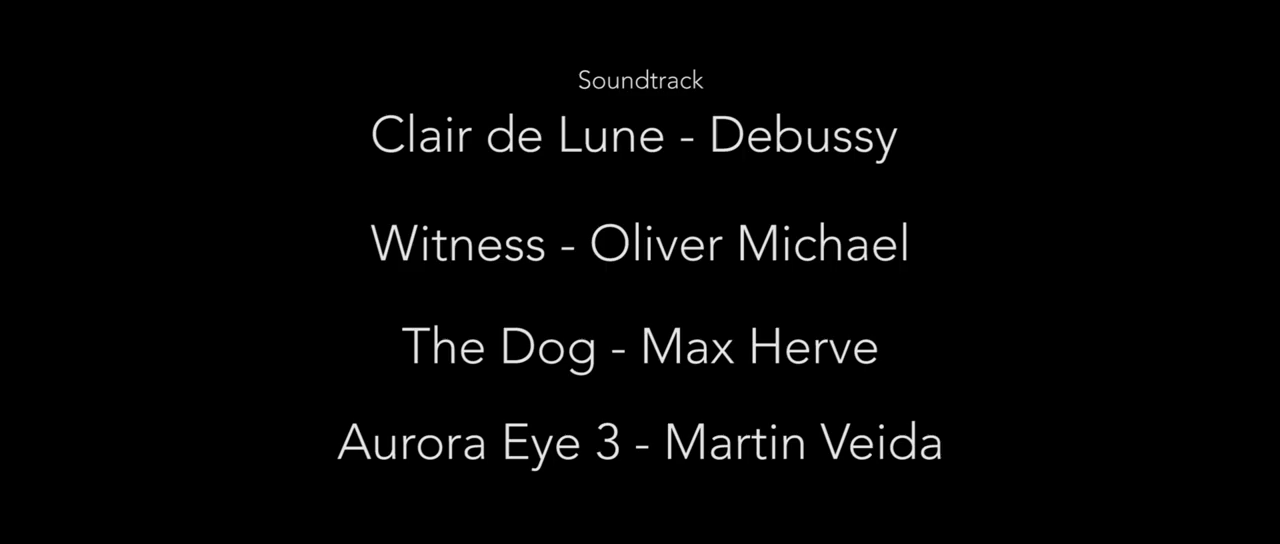 Soundtrack
Clair de Lune - Debussy
Witness - Oliver Michael
The Dog - Max Herve
Aurora Eye 3 - Martin Veida